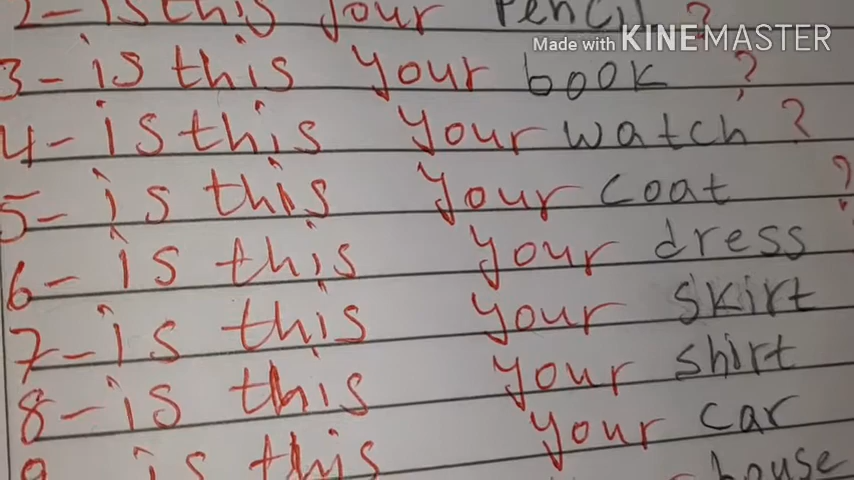 2- is this your Pencil ?
Made with KINEMASTER
3- is this your book ?
4- is this your watch ?
5- is this your coat ?
6- is this your dress
7- is this your skirt
8- is this your shirt
9 is this your car
house